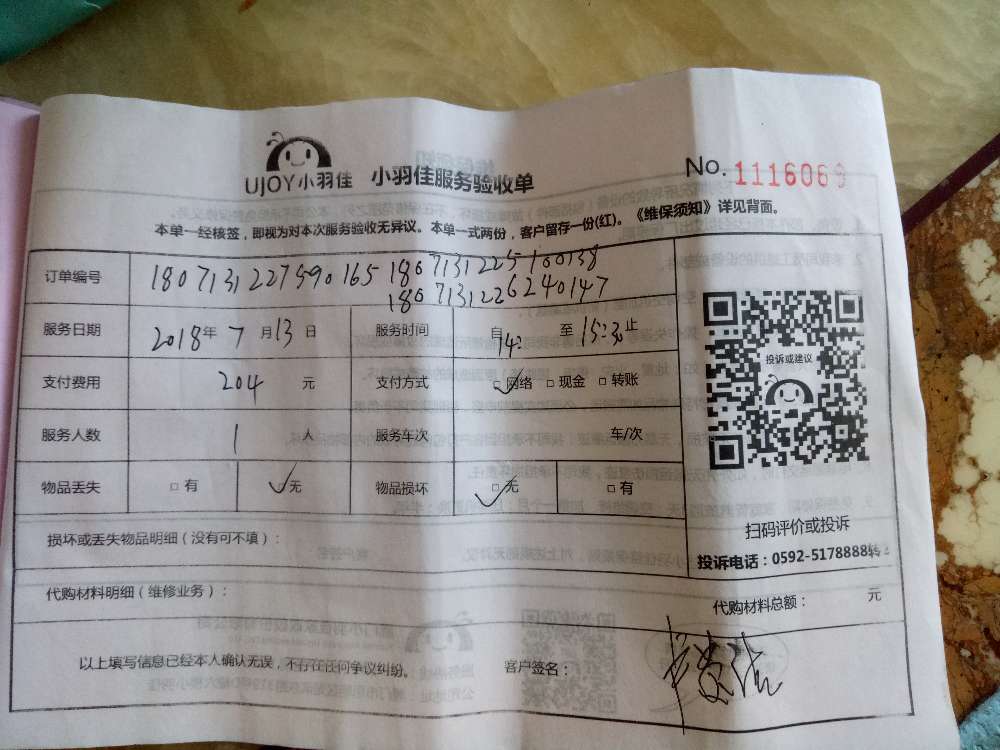 UJOY小羽佳 小羽佳服务验收单 No. 1116069
本单一经核签，即视为对本次服务验收无异议。本单一式两份，客户留存一份(红)。《维保须知》详见背面。
订单编号 1807131227590165 1807131225100138
1807131226240147
服务日期 2018年 7月13日 服务时间 自14: 至15:30止
支付费用 204 元 支付方式 ☑网络 □现金 □转账
服务人数 1 人 服务车次 车/次
物品丢失 □有 ☑无 物品损坏 ☑无 □有
投诉或建议
扫码评价或投诉
投诉电话：0592-5178888转2
损坏或丢失物品明细（没有可不填）：
代购材料明细（维修业务）：
代购材料总额： 元
以上填写信息已经本人确认无误，不存在任何争议纠纷。 客户签名：